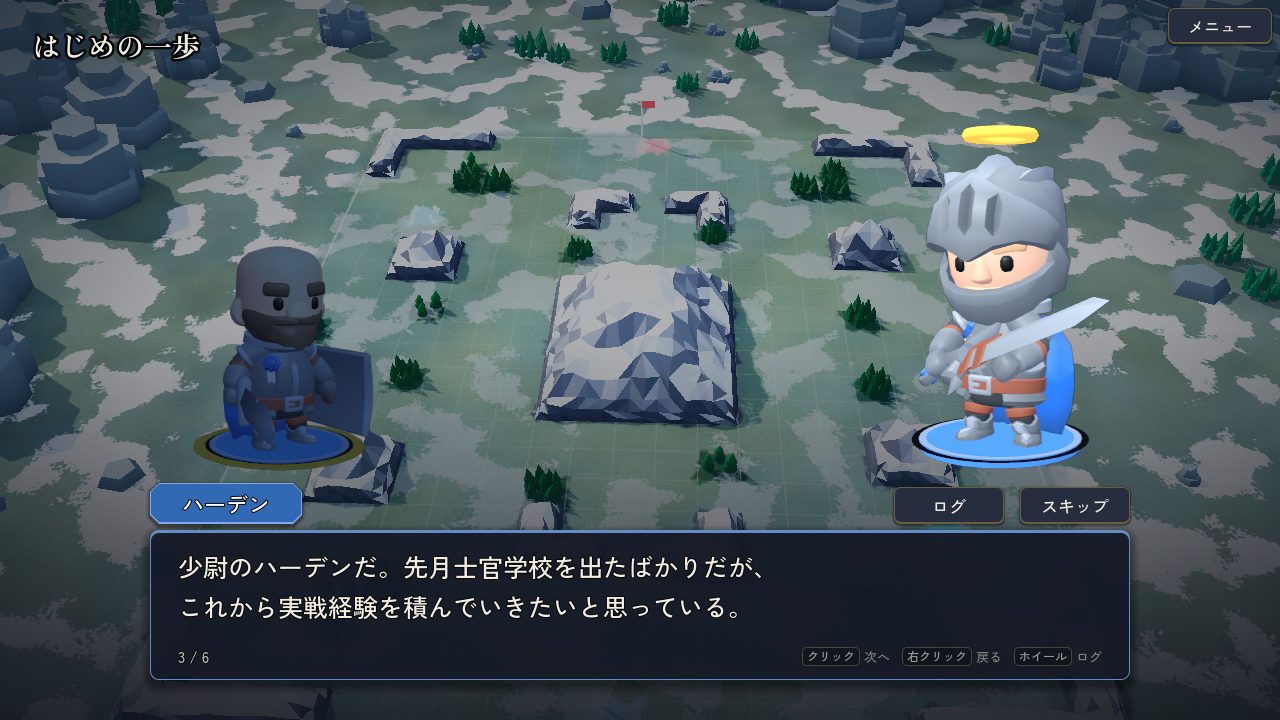 はじめの一歩
メニュー
ハーデン
ログ
スキップ
少尉のハーデンだ。先月士官学校を出たばかりだが、
これから実戦経験を積んでいきたいと思っている。
3 / 6
クリック 次へ 右クリック 戻る ホイール ログ